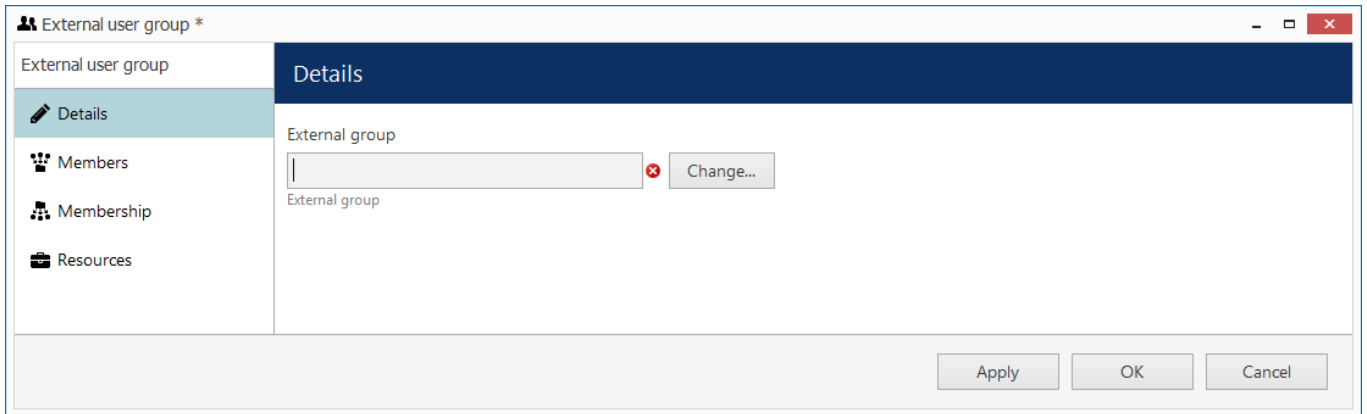 External user group *
External user group
Details
Members
Membership
Resources
Details
External group
Change...
External group
Apply
OK
Cancel